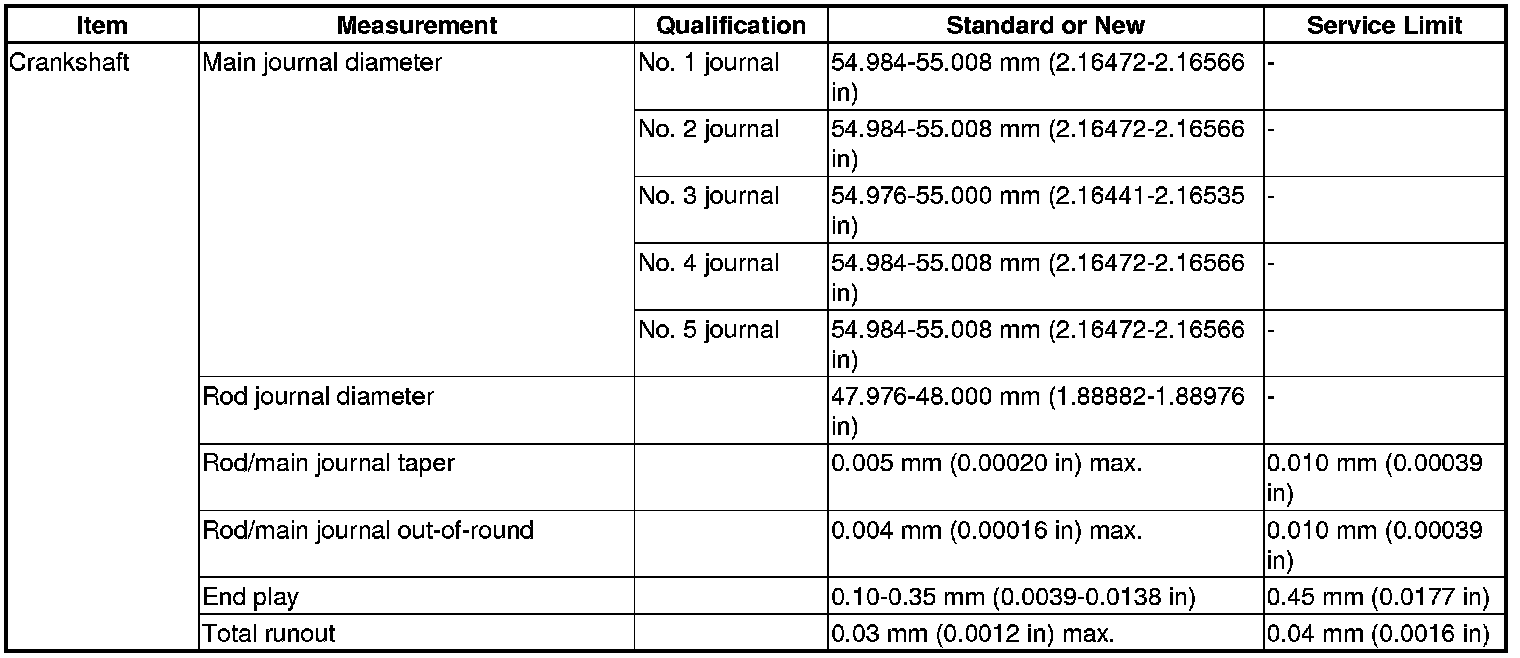 Item Measurement Qualification Standard or New Service Limit
Crankshaft Main journal diameter No. 1 journal 54.984-55.008 mm (2.16472-2.16566 -
in)
No. 2 journal 54.984-55.008 mm (2.16472-2.16566 -
in)
No. 3 journal 54.976-55.000 mm (2.16441-2.16535 -
in)
No. 4 journal 54.984-55.008 mm (2.16472-2.16566 -
in)
No. 5 journal 54.984-55.008 mm (2.16472-2.16566 -
in)
Rod journal diameter 47.976-48.000 mm (1.88882-1.88976 -
in)
Rod/main journal taper 0.005 mm (0.00020 in) max. 0.010 mm (0.00039
in)
Rod/main journal out-of-round 0.004 mm (0.00016 in) max. 0.010 mm (0.00039
in)
End play 0.10-0.35 mm (0.0039-0.0138 in) 0.45 mm (0.0177 in)
Total runout 0.03 mm (0.0012 in) max. 0.04 mm (0.0016 in)